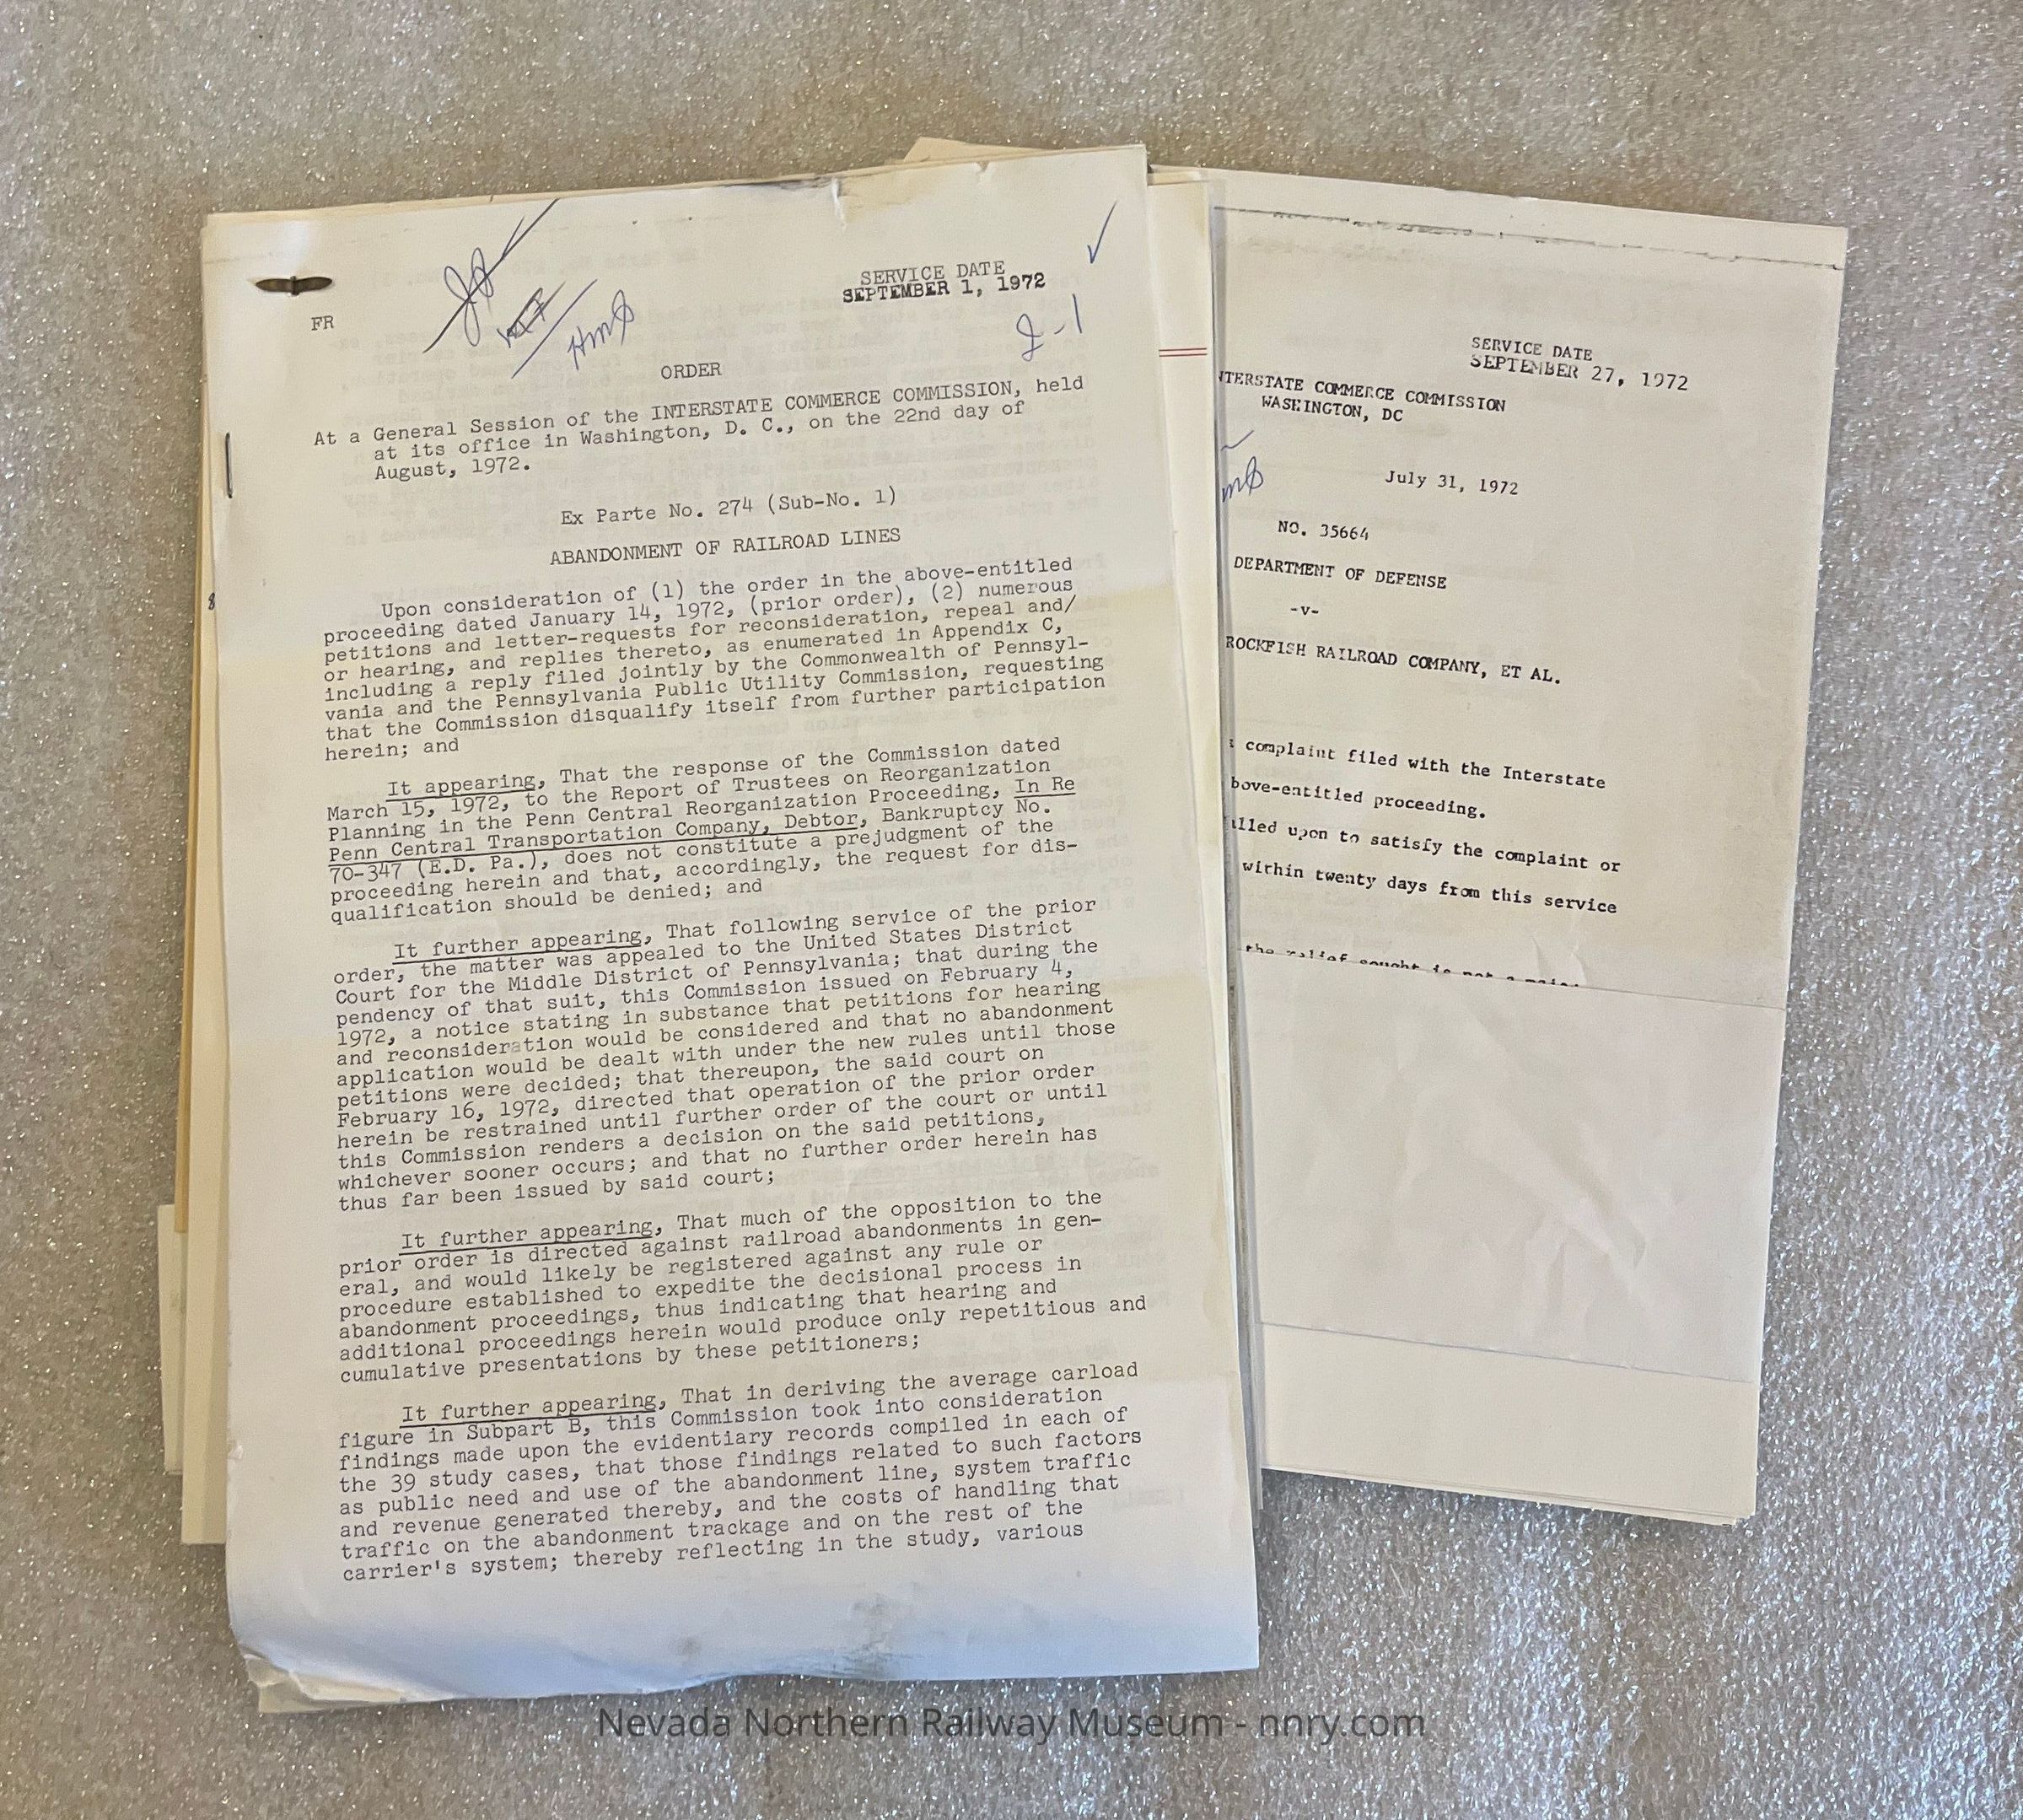 FR
SERVICE DATE
SEPTEMBER 1, 1972
ORDER
At a General Session of the INTERSTATE COMMERCE COMMISSION, held
at its office in Washington, D. C., on the 22nd day of
August, 1972.
Ex Parte No. 274 (Sub-No. 1)
ABANDONMENT OF RAILROAD LINES
Upon consideration of (1) the order in the above-entitled
proceeding dated January 14, 1972, (prior order), (2) numerous
petitions and letter-requests for reconsideration, repeal and/
or hearing, and replies thereto, as enumerated in Appendix C,
including a reply filed jointly by the Commonwealth of Pennsyl-
vania and the Pennsylvania Public Utility Commission, requesting
that the Commission disqualify itself from further participation
herein; and
It appearing, That the response of the Commission dated
March 15, 1972, to the Report of Trustees on Reorganization
Planning in the Penn Central Reorganization Proceeding, In Re
Penn Central Transportation Company, Debtor, Bankruptcy No.
70-347 (E.D. Pa.), does not constitute a prejudgment of the
proceeding herein and that, accordingly, the request for dis-
qualification should be denied; and
It further appearing, That following service of the prior
order, the matter was appealed to the United States District
Court for the Middle District of Pennsylvania; that during the
pendency of that suit, this Commission issued on February 4,
1972, a notice stating in substance that petitions for hearing
and reconsideration would be considered and that no abandonment
application would be dealt with under the new rules until those
petitions were decided; that thereupon, the said court on
February 16, 1972, directed that operation of the prior order
herein be restrained until further order of the court or until
this Commission renders a decision on the said petitions,
whichever sooner occurs; and that no further order herein has
thus far been issued by said court;
It further appearing, That much of the opposition to the
prior order is directed against railroad abandonments in gen-
eral, and would likely be registered against any rule or
procedure established to expedite the decisional process in
abandonment proceedings, thus indicating that hearing and
additional proceedings herein would produce only repetitious and
cumulative presentations by these petitioners;
It further appearing, That in deriving the average carload
figure in Subpart B, this Commission took into consideration
findings made upon the evidentiary records compiled in each of
the 39 study cases, that those findings related to such factors
as public need and use of the abandonment line, system traffic
and revenue generated thereby, and the costs of handling that
traffic on the abandonment trackage and on the rest of the
carrier's system; thereby reflecting in the study, various
SERVICE DATE
SEPTEMBER 27, 1972
NTERSTATE COMMERCE COMMISSION
WASHINGTON, DC
July 31, 1972
NO. 35664
DEPARTMENT OF DEFENSE
-v-
ROCKFISH RAILROAD COMPANY, ET AL.
complaint filed with the Interstate
bove-entitled proceeding.
lled upon to satisfy the complaint or
within twenty days from this service
the relief sought is not a
Nevada Northern Railway Museum - nnry.com